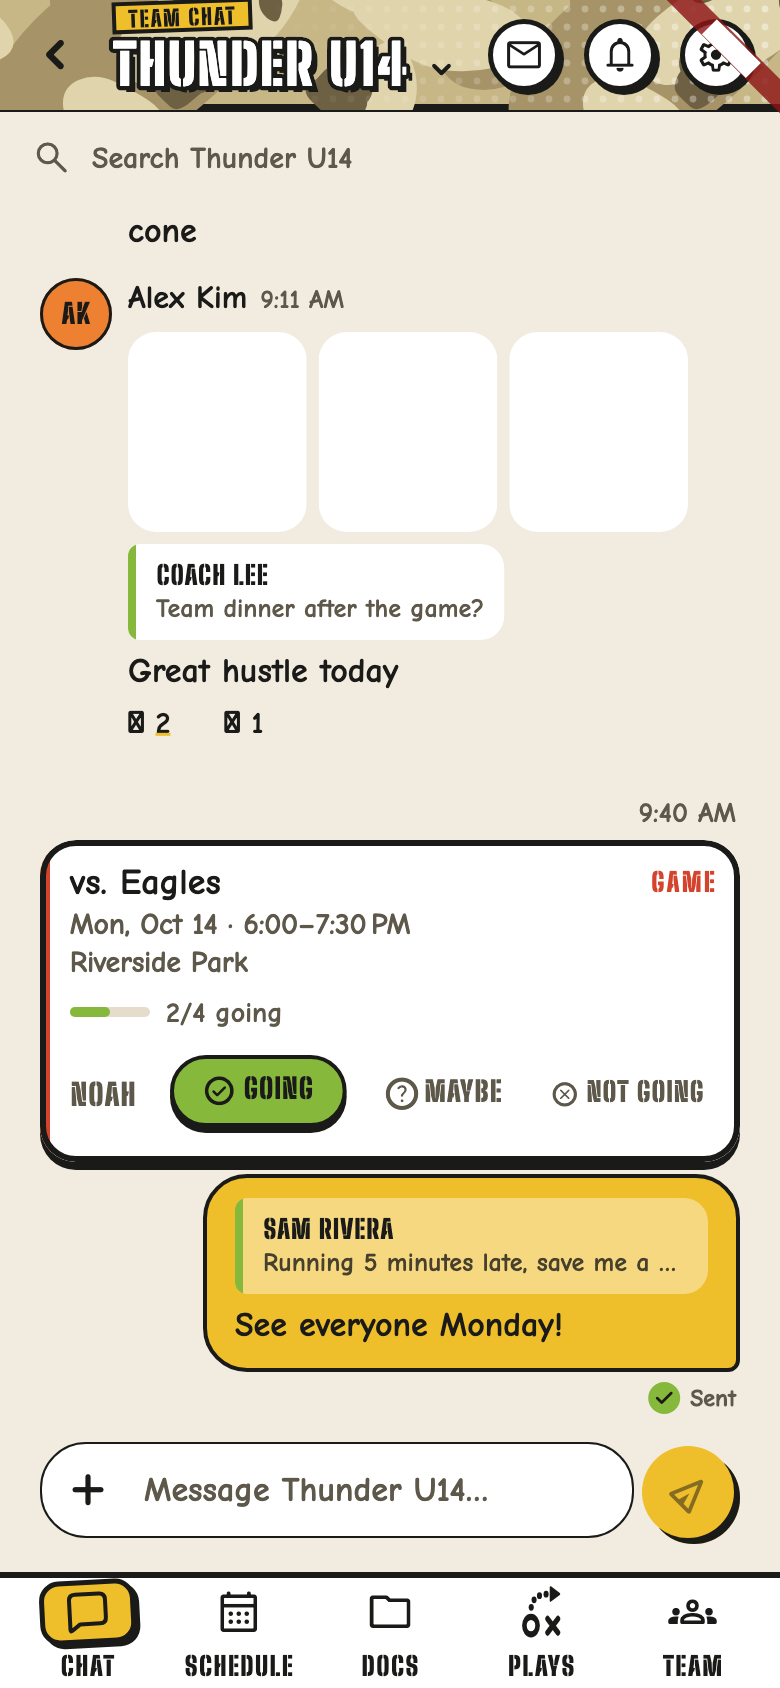 TEAM CHAT
THUNDER U14
Search Thunder U14
cone
AK
Alex Kim 9:11 AM
COACH LEE
Team dinner after the game?
Great hustle today
2 1
9:40 AM
vs. Eagles GAME
Mon, Oct 14 · 6:00–7:30 PM
Riverside Park
2/4 going
NOAH GOING MAYBE NOT GOING
SAM RIVERA
Running 5 minutes late, save me a ...
See everyone Monday!
Sent
Message Thunder U14...
CHAT SCHEDULE DOCS PLAYS TEAM